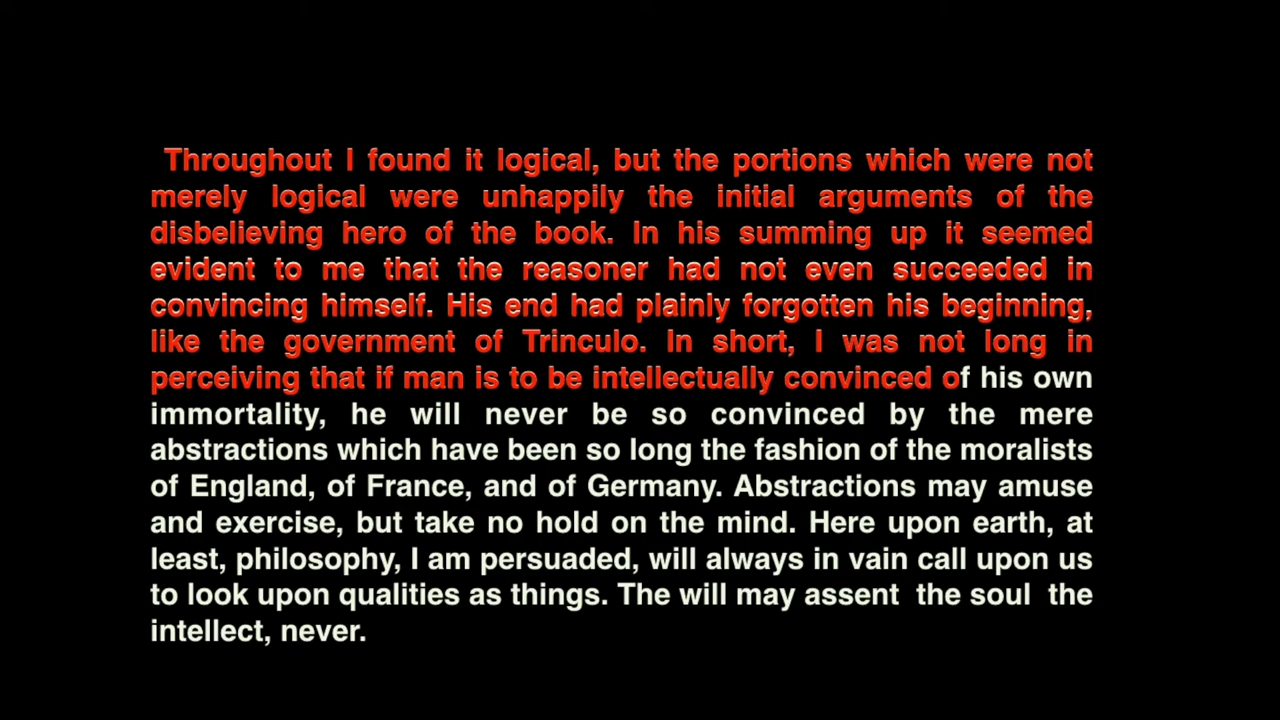 Throughout I found it logical, but the portions which were not
merely logical were unhappily the initial arguments of the
disbelieving hero of the book. In his summing up it seemed
evident to me that the reasoner had not even succeeded in
convincing himself. His end had plainly forgotten his beginning,
like the government of Trinculo. In short, I was not long in
perceiving that if man is to be intellectually convinced of his own
immortality, he will never be so convinced by the mere
abstractions which have been so long the fashion of the moralists
of England, of France, and of Germany. Abstractions may amuse
and exercise, but take no hold on the mind. Here upon earth, at
least, philosophy, I am persuaded, will always in vain call upon us
to look upon qualities as things. The will may assent the soul the
intellect, never.